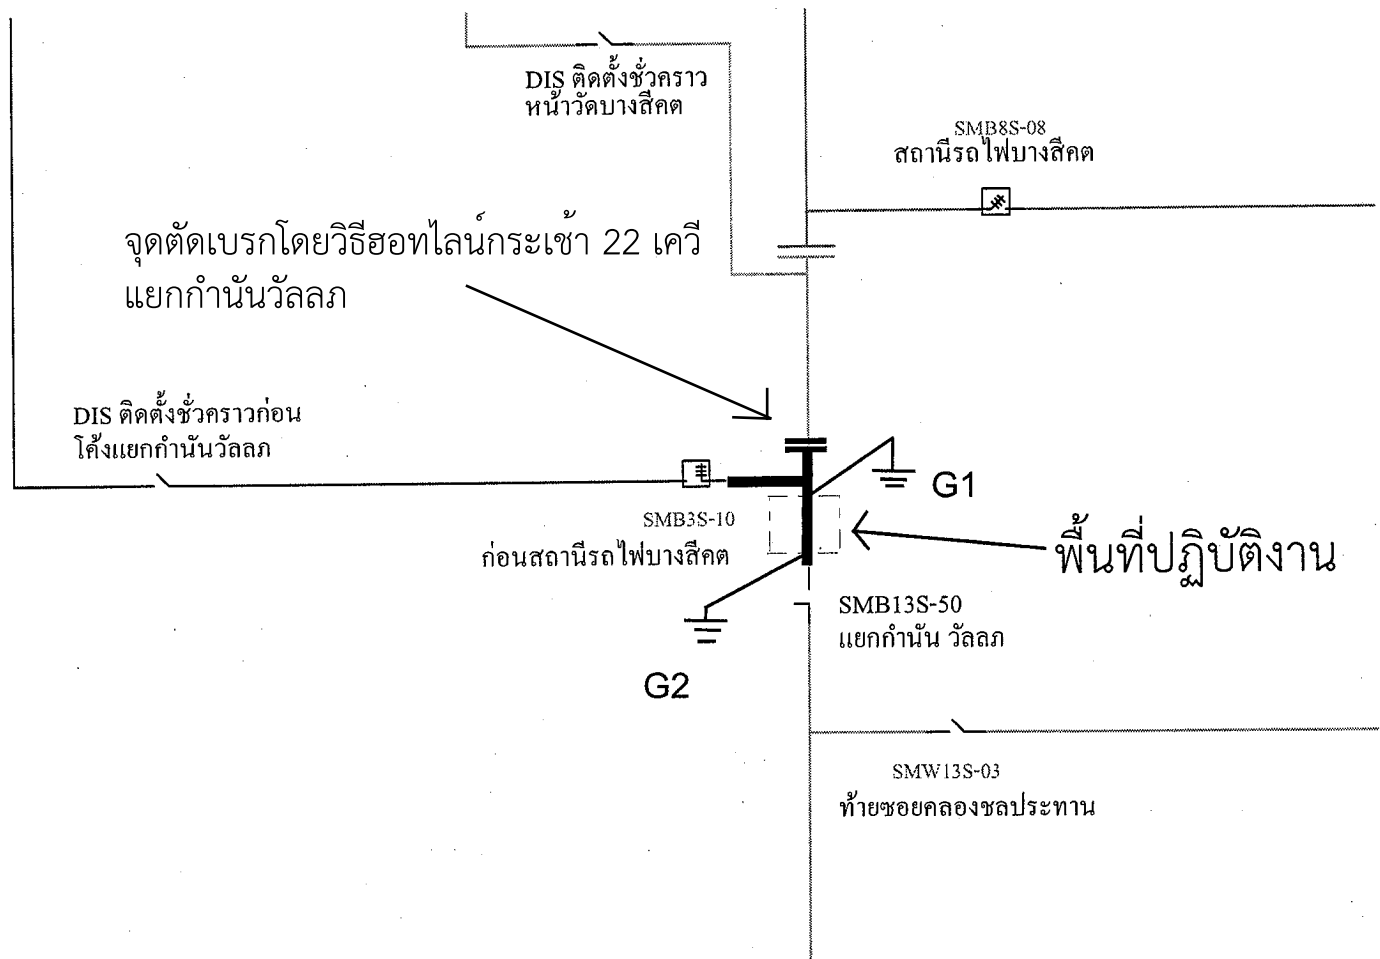 DIS ติดตั้งชั่วคราว
หน้าวัดบางสีคต
SMB8S-08
สถานีรถไฟบางสีคต
จุดตัดเบรกโดยวิธีฮอทไลน์กระเช้า 22 เควี
แยกกำนันวัลลภ
DIS ติดตั้งชั่วคราวก่อน
โค้งแยกกำนันวัลลภ
G1
SMB3S-10
ก่อนสถานีรถไฟบางสีคต
พื้นที่ปฏิบัติงาน
SMB13S-50
แยกกำนัน วัลลภ
G2
SMW13S-03
ท้ายซอยคลองชลประทาน